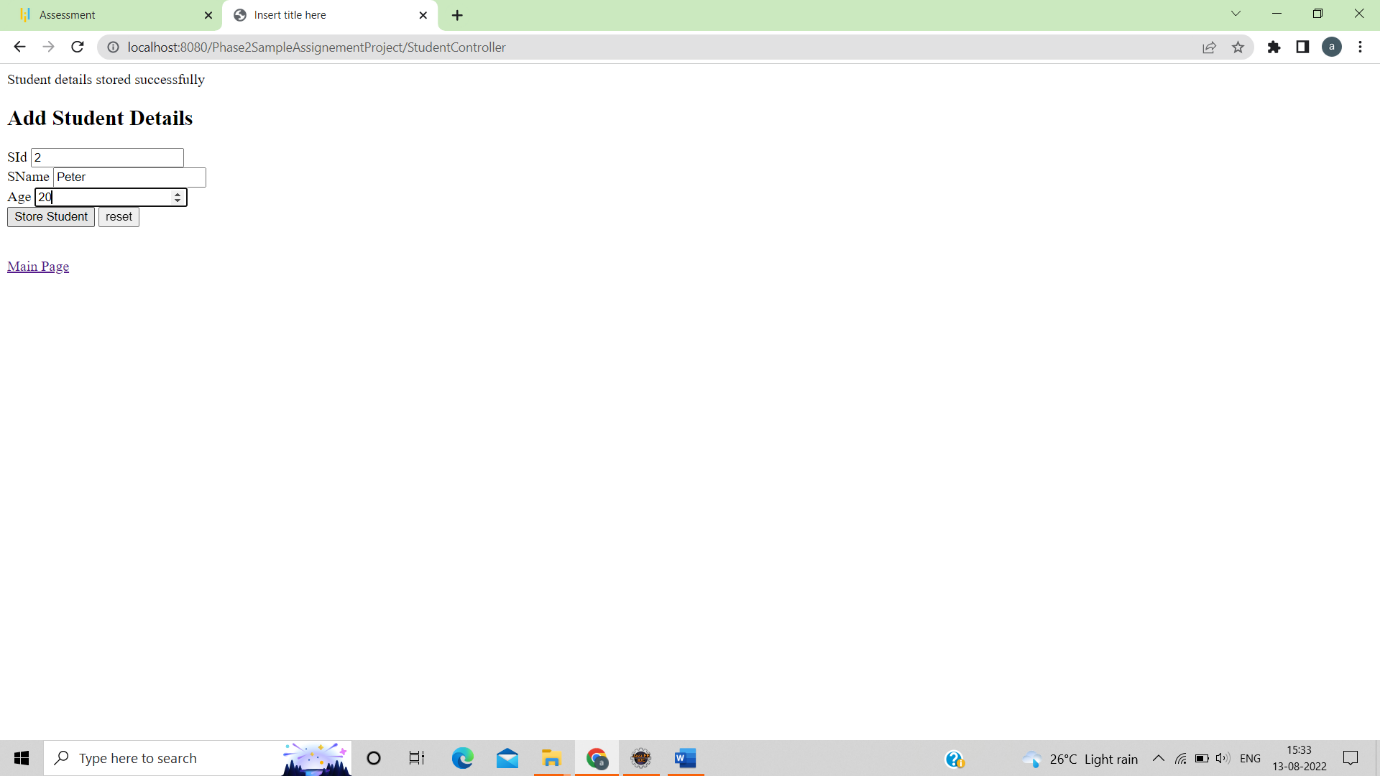 Assessment
Insert title here
localhost:8080/Phase2SampleAssignementProject/StudentController
a
Student details stored successfully
Add Student Details
SId 2
SName Peter
Age 20
Store Student reset
Main Page
Type here to search
26°C Light rain
ENG
15:33
13-08-2022